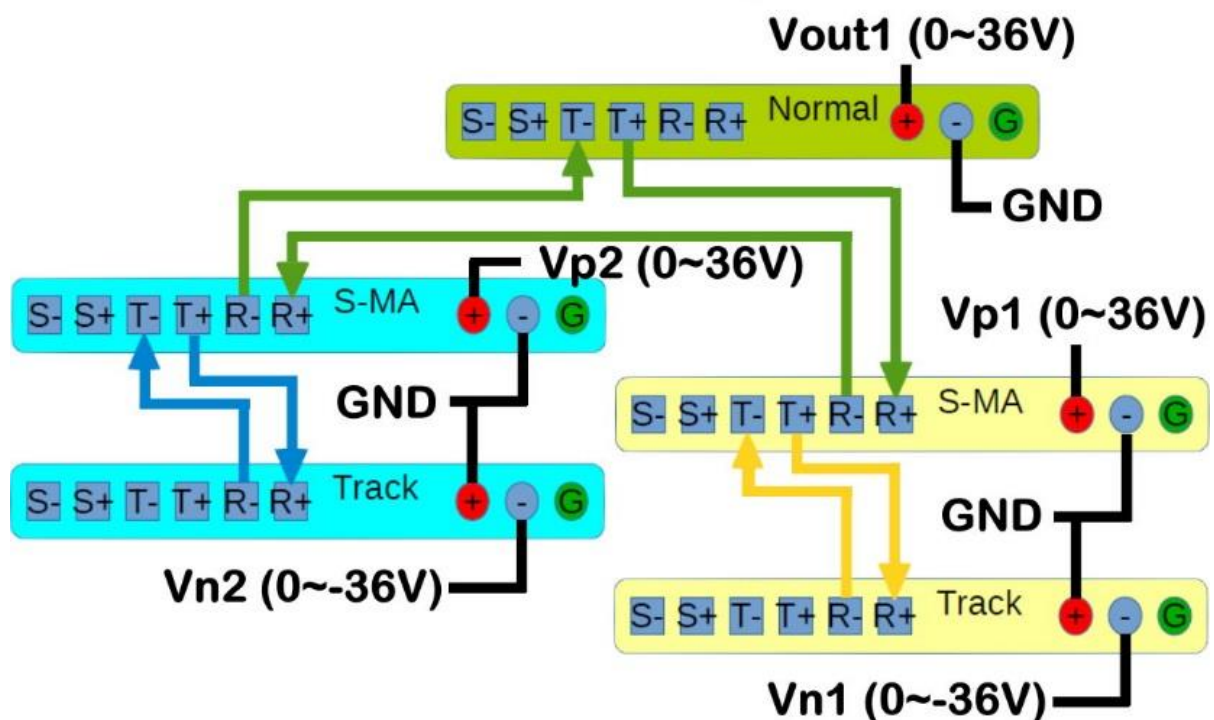 Vout1 (0~36V)
S- S+ T- T+ R- R+ Normal + - G
GND
Vp2 (0~36V)
S- S+ T- T+ R- R+ S-MA + - G
Vp1 (0~36V)
GND
S- S+ T- T+ R- R+ S-MA + - G
S- S+ T- T+ R- R+ Track + - G
GND
Vn2 (0~-36V)
S- S+ T- T+ R- R+ Track + - G
Vn1 (0~-36V)